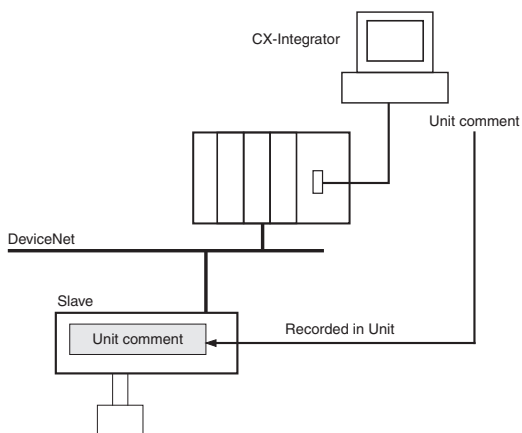 CX-Integrator
Unit comment
DeviceNet
Slave
Unit comment
Recorded in Unit